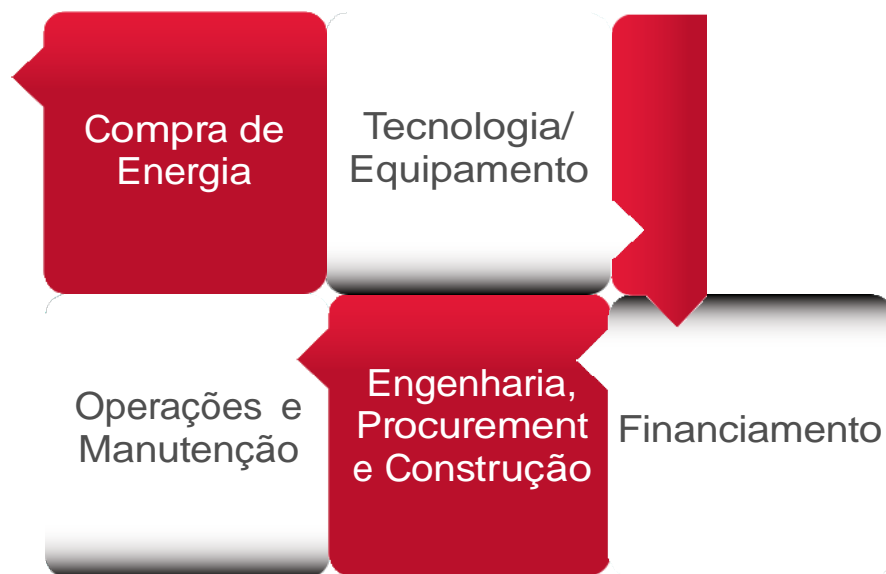 Compra de
Energia
Tecnologia/
Equipamento
Operações e
Manutenção
Engenharia,
Procurement
e Construção
Financiamento